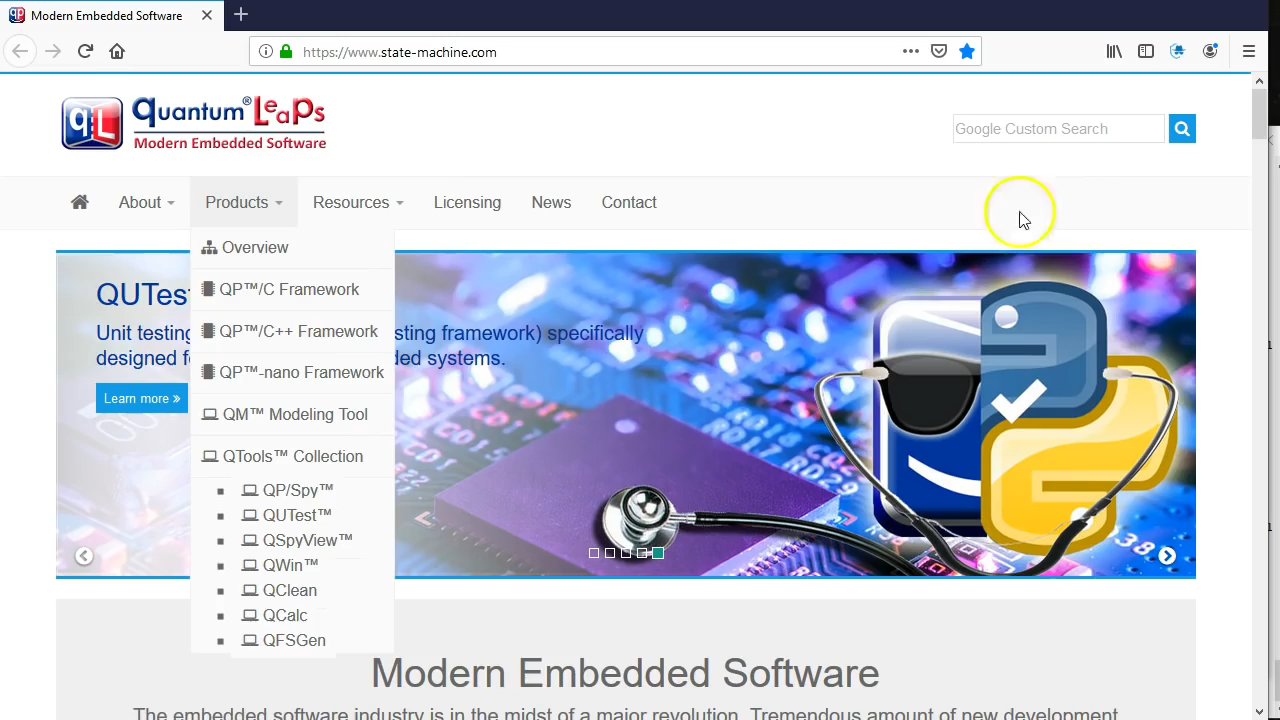 Modern Embedded Software
https://www.state-machine.com
qL quantum® LeaPs
Modern Embedded Software
Google Custom Search
About
Products
Resources
Licensing
News
Contact
Overview
QP™/C Framework
QP™/C++ Framework
QP™-nano Framework
QM™ Modeling Tool
QTools™ Collection
QP/Spy™
QUTest™
QSpyView™
QWin™
QClean
QCalc
QFSGen
QUTest
Unit testing sting framework) specifically
designed f ded systems.
Learn more »
Modern Embedded Software
The embedded software industry is in the midst of a major revolution. Tremendous amount of new development